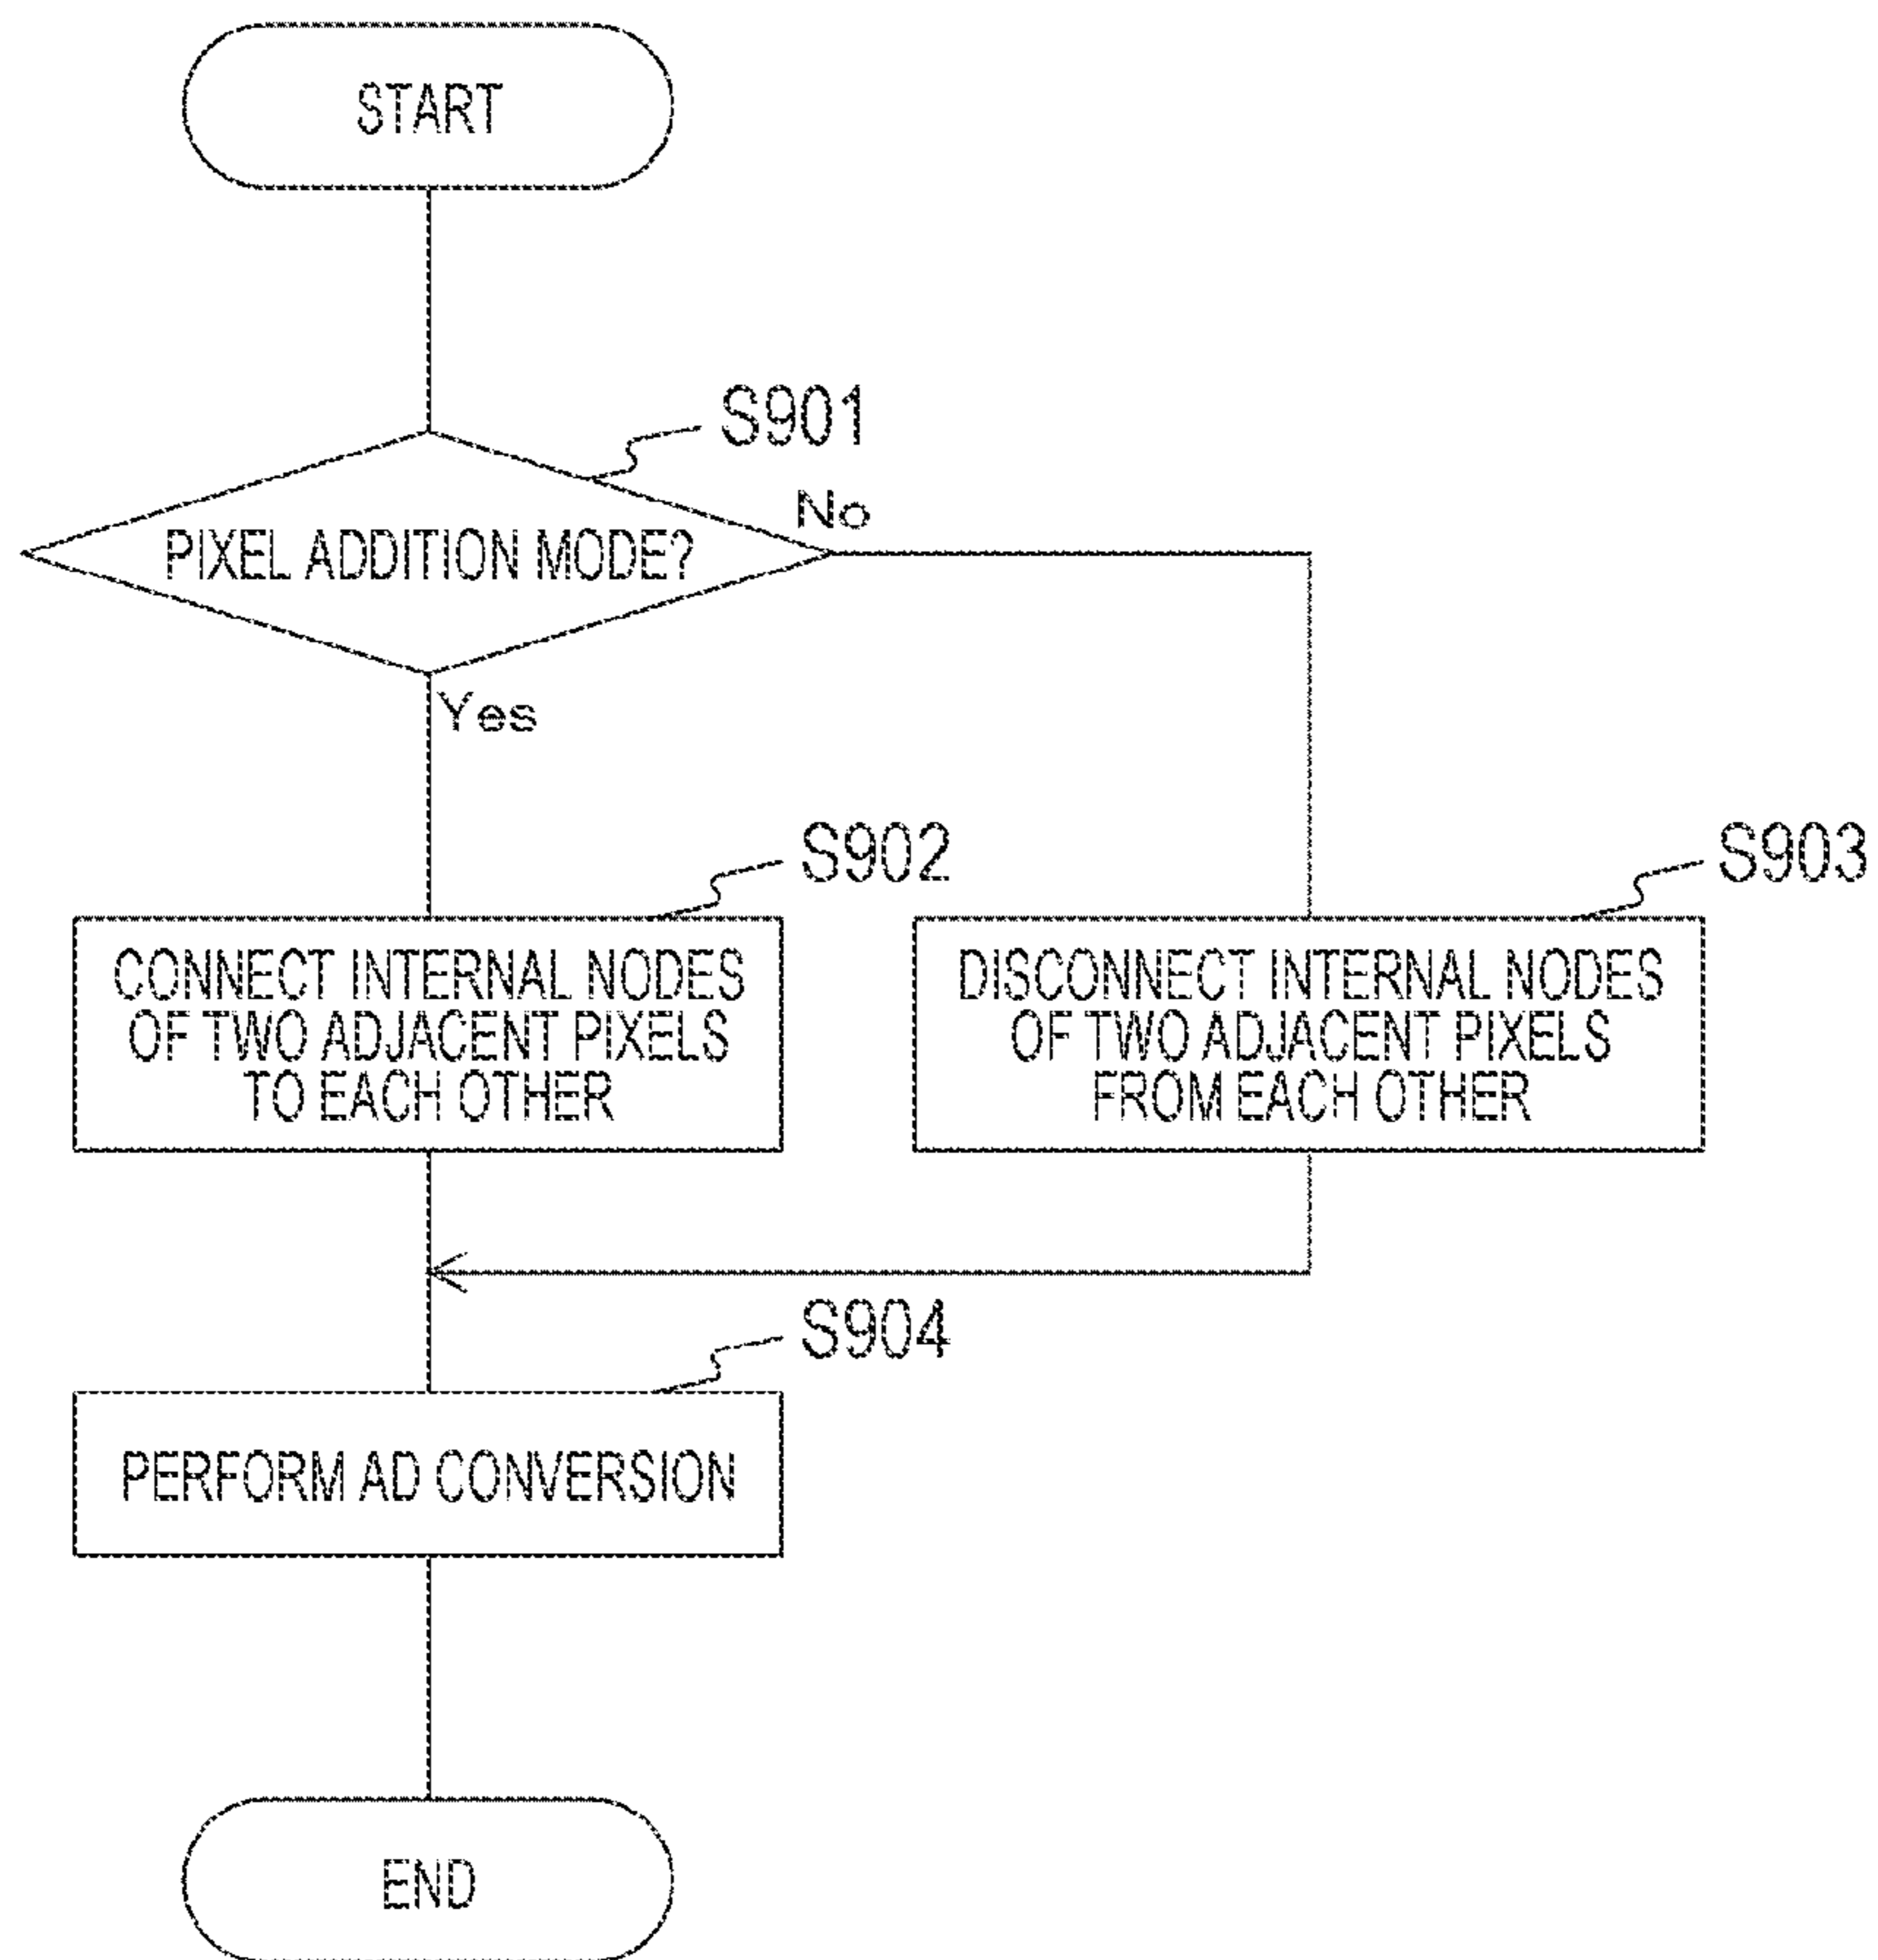 START
S901
No
PIXEL ADDITION MODE?
Yes
S902
S903
CONNECT INTERNAL NODES
OF TWO ADJACENT PIXELS
TO EACH OTHER
DISCONNECT INTERNAL NODES
OF TWO ADJACENT PIXELS
FROM EACH OTHER
S904
PERFORM AD CONVERSION
END